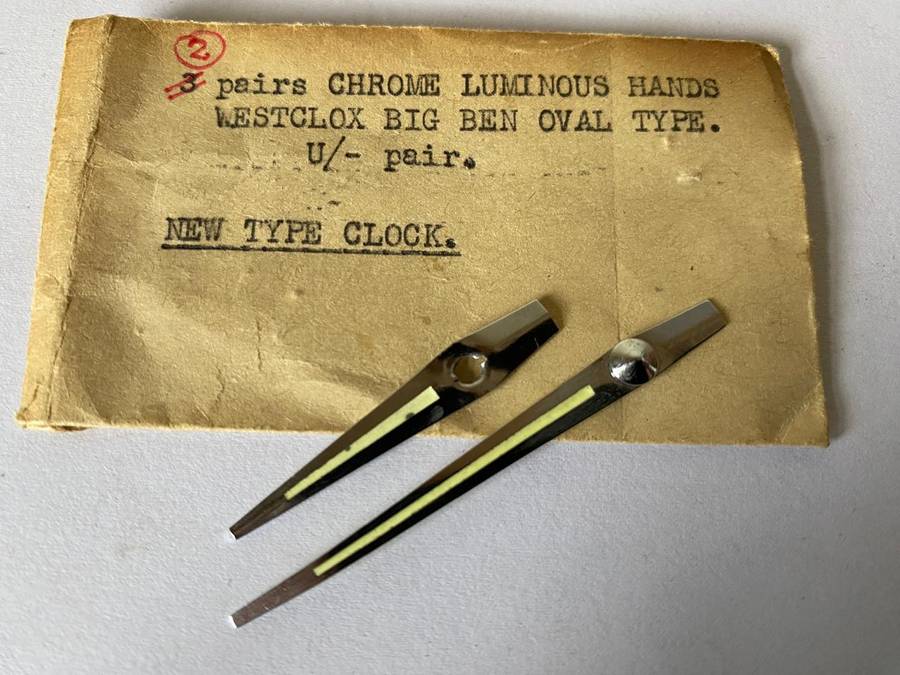 2
3 pairs CHROME LUMINOUS HANDS
WESTCLOX BIG BEN OVAL TYPE.
U/- pair.
NEW TYPE CLOCK.